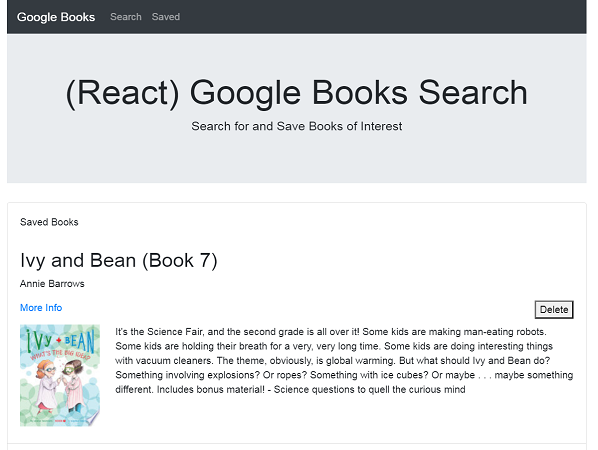 Google Books Search Saved
(React) Google Books Search
Search for and Save Books of Interest
Saved Books
Ivy and Bean (Book 7)
Annie Barrows
More Info
Delete
IVY + BEAN
WHAT'S THE BIG IDEA?
It's the Science Fair, and the second grade is all over it! Some kids are making man-eating robots.
Some kids are holding their breath for a very, very long time. Some kids are doing interesting things
with vacuum cleaners. The theme, obviously, is global warming. But what should Ivy and Bean do?
Something involving explosions? Or ropes? Something with ice cubes? Or maybe . . . maybe something
different. Includes bonus material! - Science questions to quell the curious mind